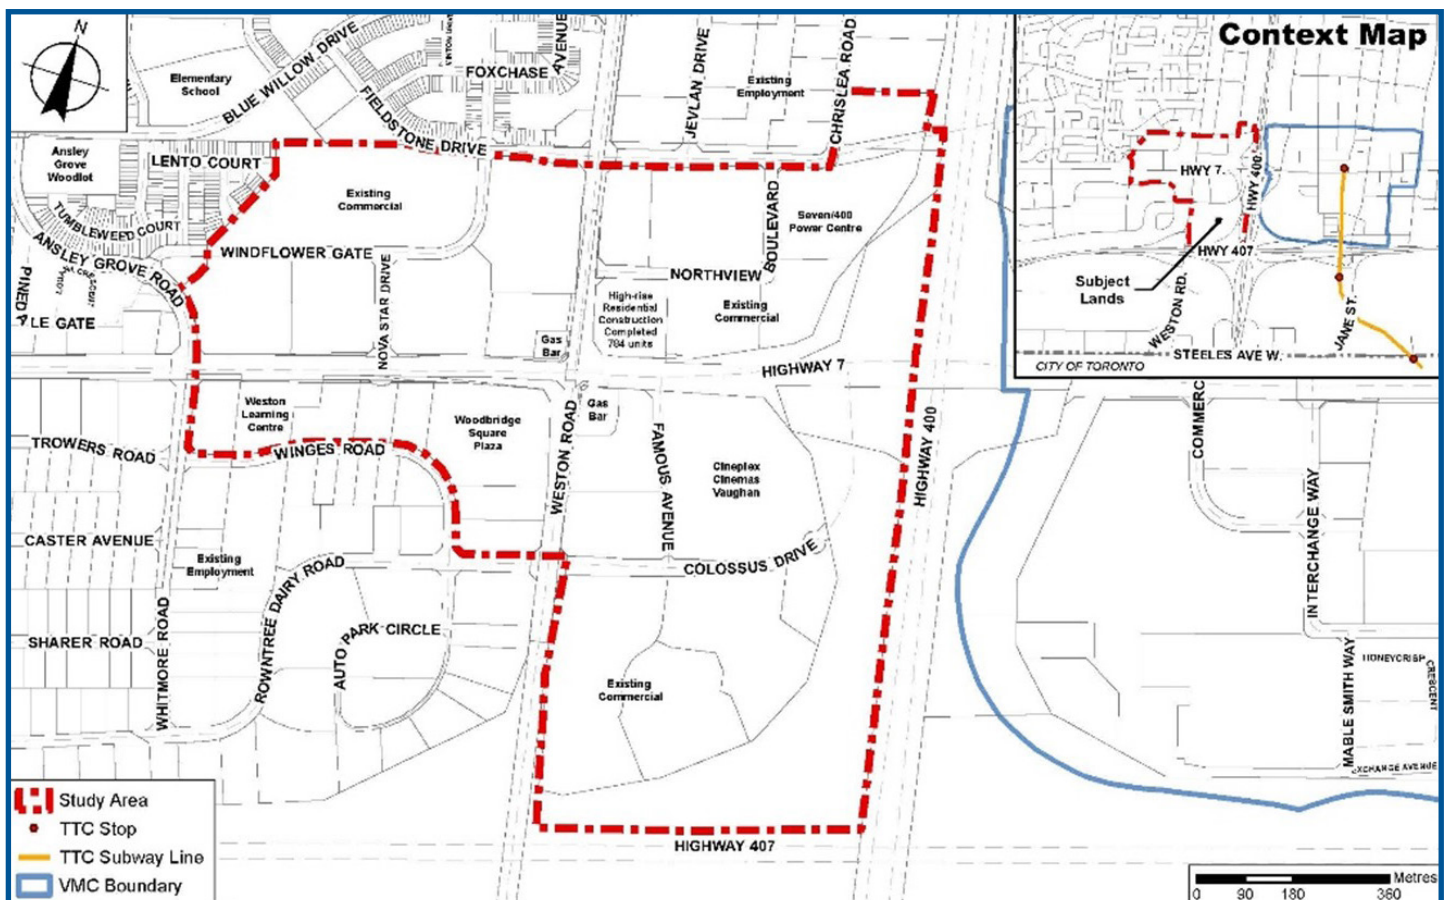 N
Context Map
HWY 7.
HWY 400.
HWY 407.
Subject
Lands
WESTON RD.
JANE ST.
STEELES AVE W.
CITY OF TORONTO
Elementary
School
BLUE WILLOW DRIVE
FIELDSTONE DRIVE
FOXCHASE AVENUE
JEVLAN DRIVE
Existing
Employment
CHRISLEA ROAD
Ansley
Grove
Woodlot
LENTO COURT
TUMBLEWEED COURT
ANSLEY GROVE ROAD
Existing
Commercial
WINDFLOWER GATE
NOVA STAR DRIVE
Seven/400
Power Centre
NORTHVIEW BOULEVARD
High-rise
Residential
Construction
Completed
784 units
Existing
Commercial
Gas
Bar
HIGHWAY 7
Weston
Learning
Centre
Woodbridge
Square
Plaza
Gas
Bar
WESTON ROAD
FAMOUS AVENUE
Cineplex
Cinemas
Vaughan
HIGHWAY 400
TROWERS ROAD
WINGES ROAD
CASTER AVENUE
Existing
Employment
ROWNTREE DAIRY ROAD
COLOSSUS DRIVE
INTERCHANGE WAY
SHARER ROAD
WHITMORE ROAD
AUTO PARK CIRCLE
Existing
Commercial
MABLE SMITH WAY
HONEYCRISP
CRESCENT
EXCHANGE AVENUE
HIGHWAY 407
Study Area
TTC Stop
TTC Subway Line
VMC Boundary
Metres
0 90 180 360